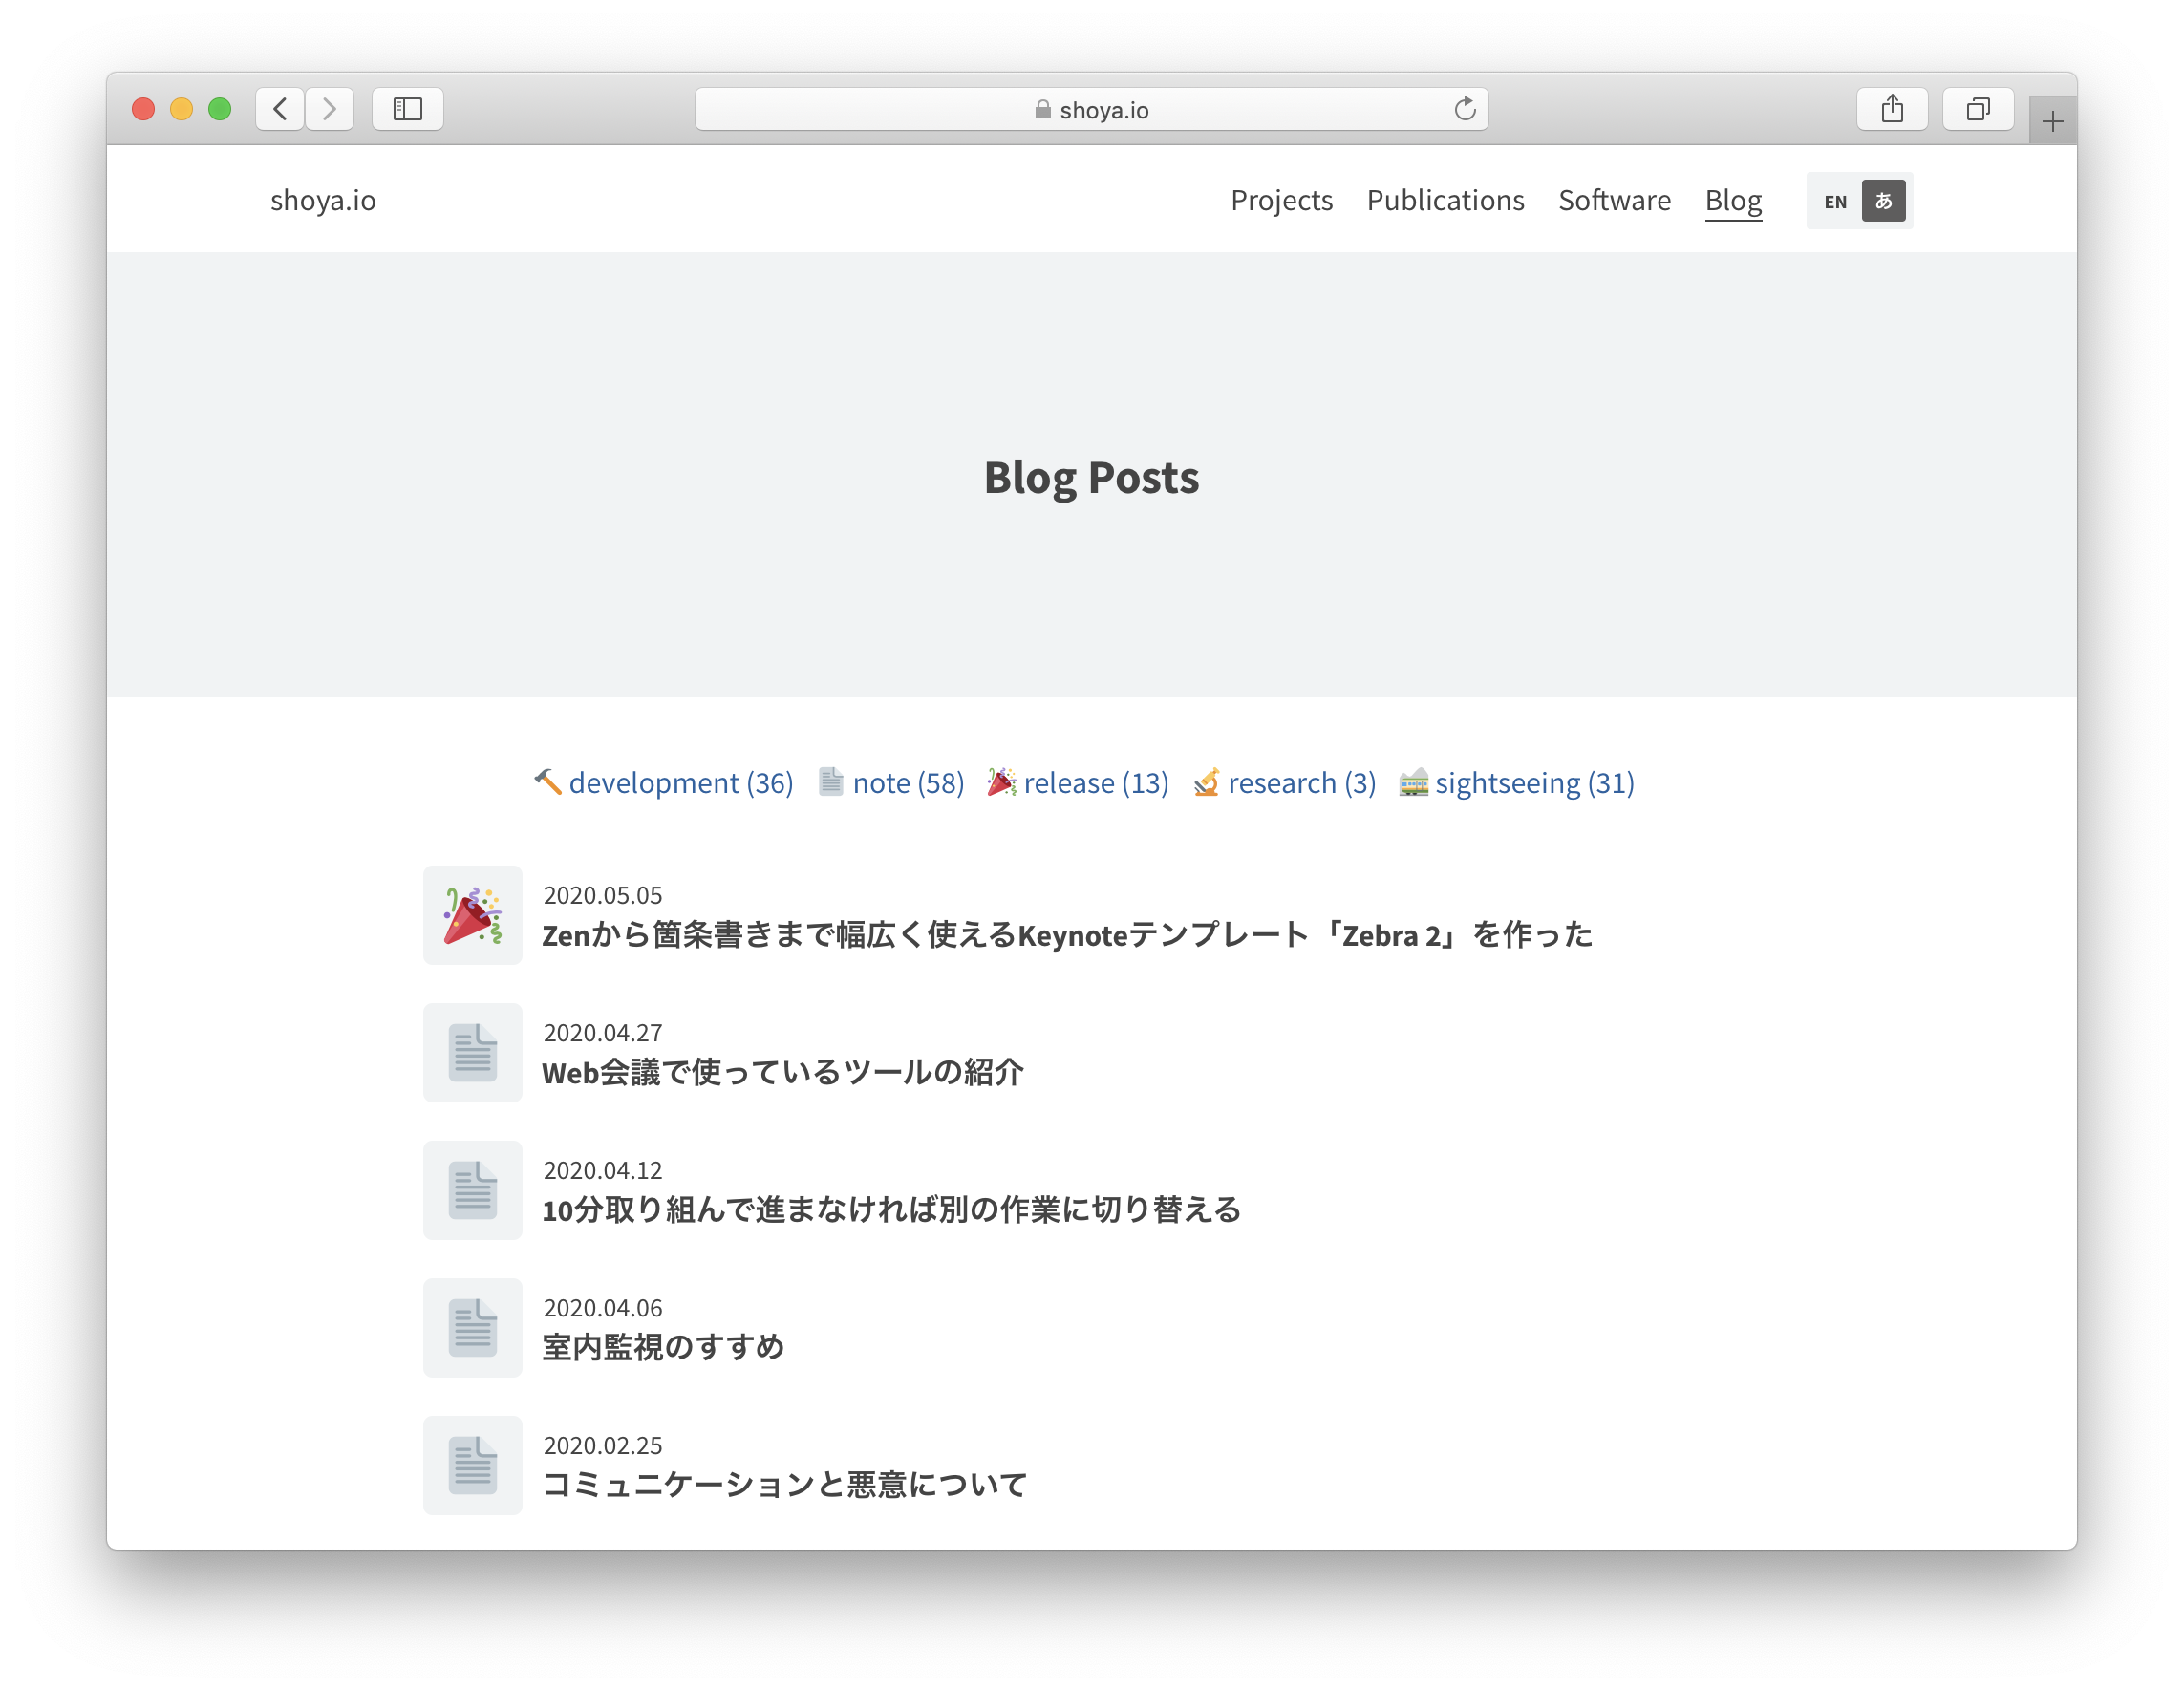 shoya.io
shoya.io
Projects Publications Software Blog EN あ
Blog Posts
development (36) note (58) release (13) research (3) sightseeing (31)
2020.05.05
Zenから箇条書きまで幅広く使えるKeynoteテンプレート「Zebra 2」を作った
2020.04.27
Web会議で使っているツールの紹介
2020.04.12
10分取り組んで進まなければ別の作業に切り替える
2020.04.06
室内監視のすすめ
2020.02.25
コミュニケーションと悪意について